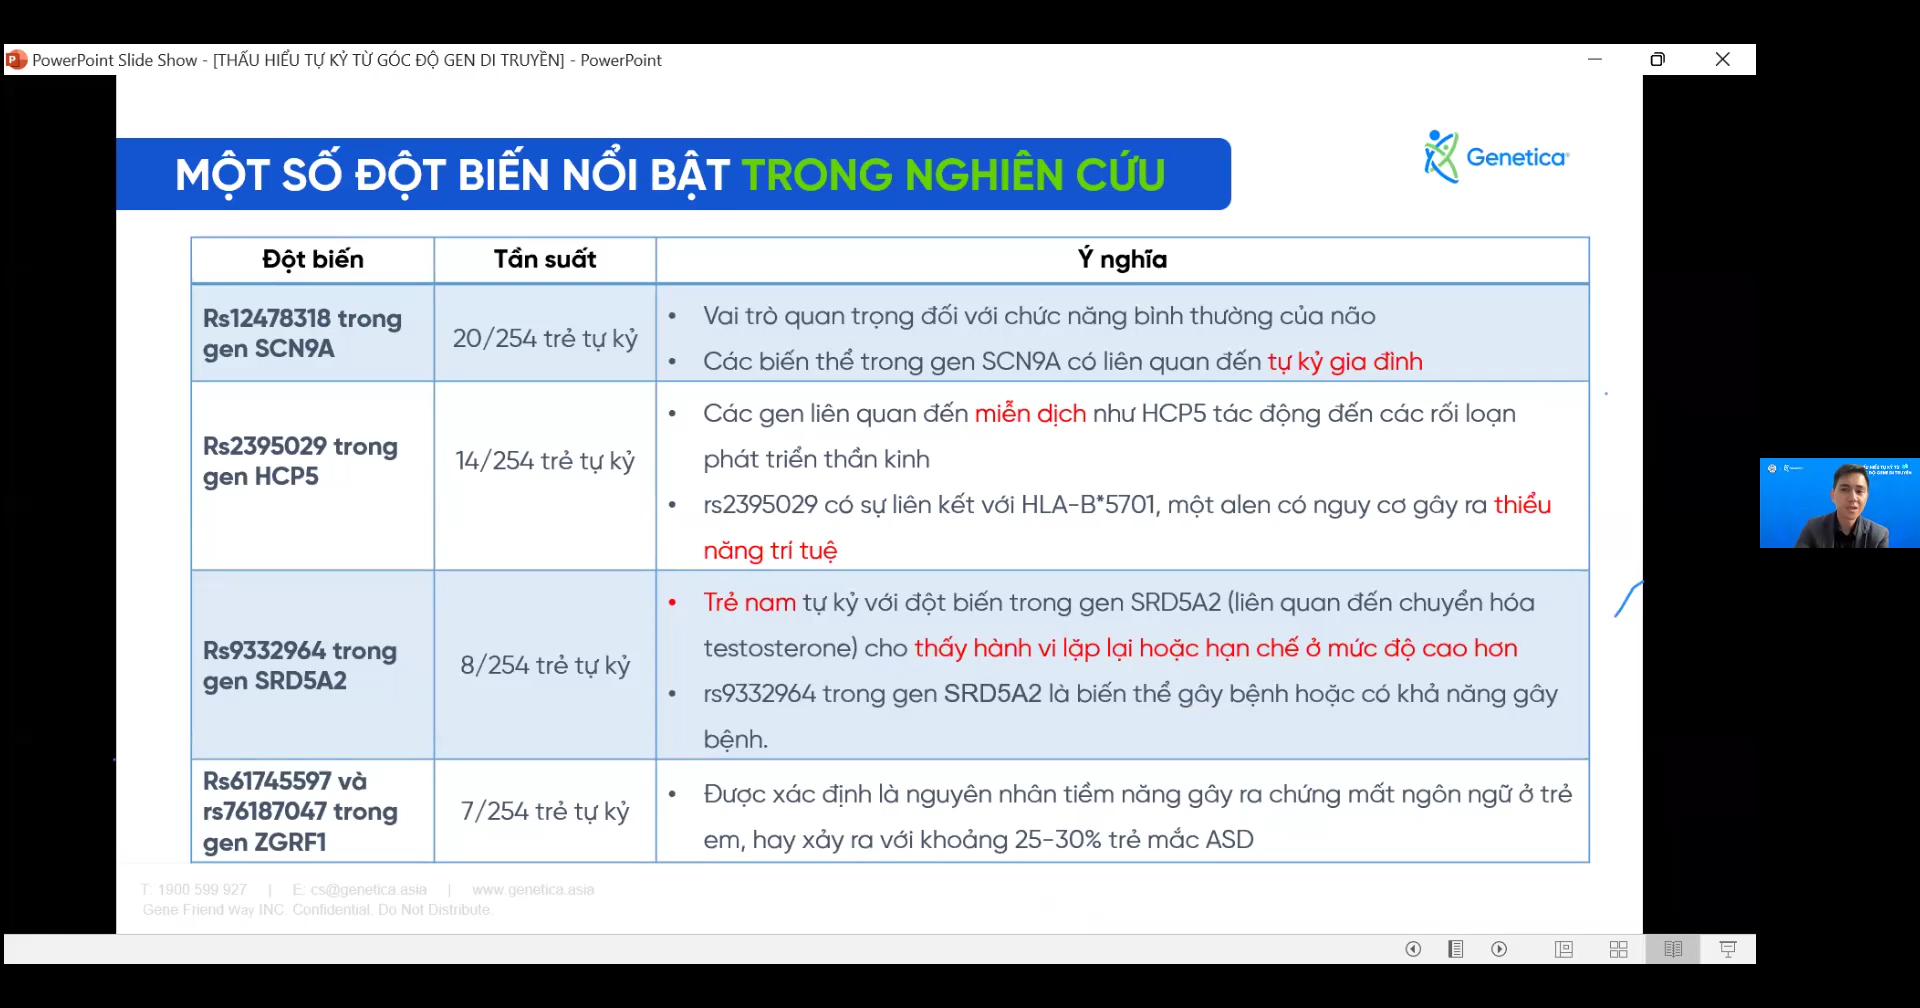 PowerPoint Slide Show - [THẤU HIỂU TỰ KỶ TỪ GÓC ĐỘ GEN DI TRUYỀN] - PowerPoint
MỘT SỐ ĐỘT BIẾN NỔI BẬT TRONG NGHIÊN CỨU
Genetica®
Đột biến
Tần suất
Ý nghĩa
Rs12478318 trong
gen SCN9A
20/254 trẻ tự kỷ
• Vai trò quan trọng đối với chức năng bình thường của não
• Các biến thể trong gen SCN9A có liên quan đến tự kỷ gia đình
Rs2395029 trong
gen HCP5
14/254 trẻ tự kỷ
• Các gen liên quan đến miễn dịch như HCP5 tác động đến các rối loạn
phát triển thần kinh
• rs2395029 có sự liên kết với HLA-B*5701, một alen có nguy cơ gây ra thiểu
năng trí tuệ
Rs9332964 trong
gen SRD5A2
8/254 trẻ tự kỷ
• Trẻ nam tự kỷ với đột biến trong gen SRD5A2 (liên quan đến chuyển hóa
testosterone) cho thấy hành vi lặp lại hoặc hạn chế ở mức độ cao hơn
• rs9332964 trong gen SRD5A2 là biến thể gây bệnh hoặc có khả năng gây
bệnh.
Rs61745597 và
rs76187047 trong
gen ZGRF1
7/254 trẻ tự kỷ
• Được xác định là nguyên nhân tiềm năng gây ra chứng mất ngôn ngữ ở trẻ
em, hay xảy ra với khoảng 25-30% trẻ mắc ASD
T: 1900 599 927 | E: cs@genetica.asia | www.genetica.asia
Gene Friend Way INC. Confidential. Do Not Distribute.